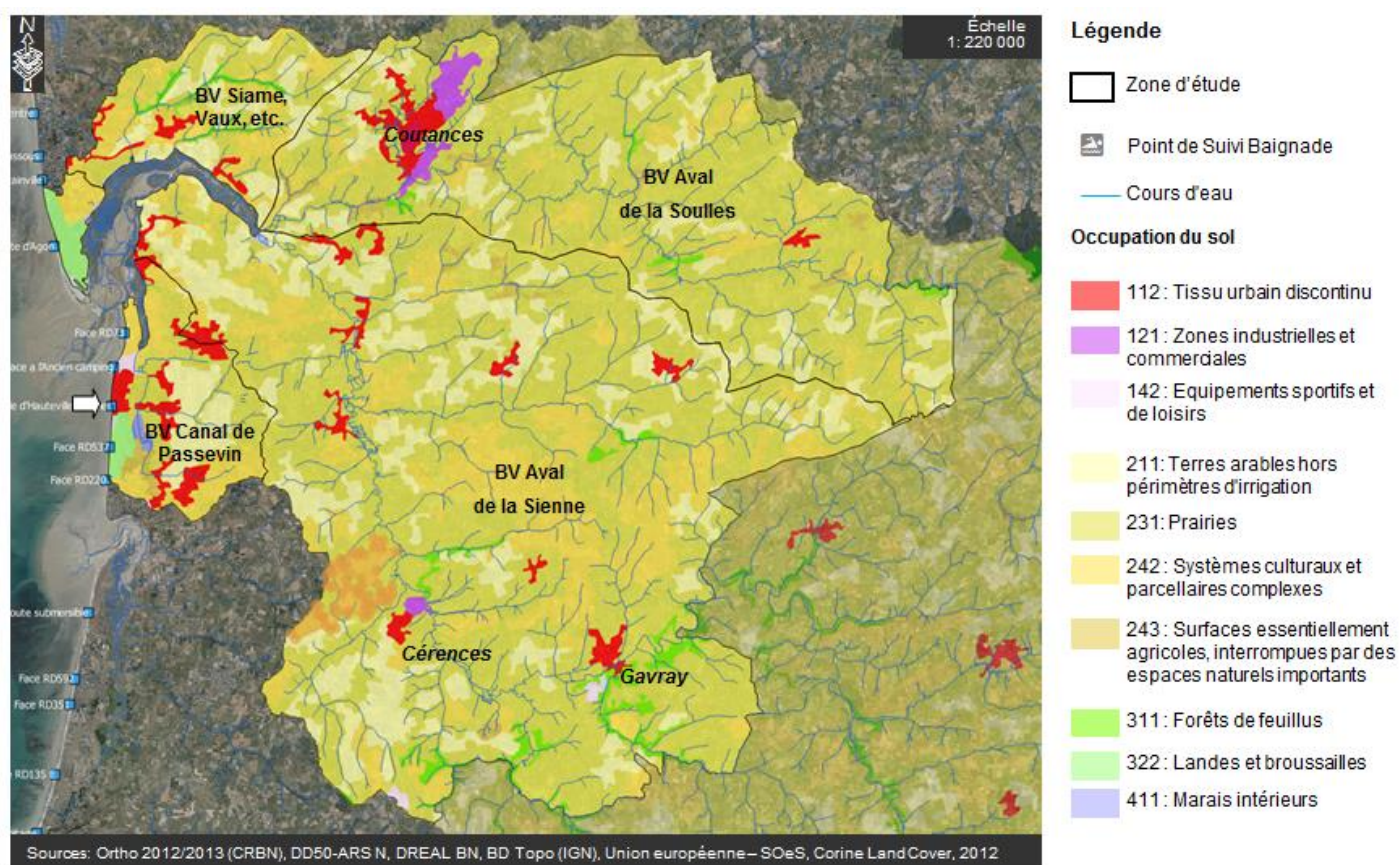 N
Échelle
1: 220 000
BV Siame,
Vaux, etc.
Coutances
BV Aval
de la Soulles
Face RD73
BV Canal de
Passevin
Face RD537
Face RD220
BV Aval
de la Sienne
Cérences
Gavray
oute submersible
Face RD592
Face RD351
RD135
Sources: Ortho 2012/2013 (CRBN), DD50-ARS N, DREAL BN, BD Topo (IGN), Union européenne – SOeS, Corine Land Cover, 2012
Légende
Zone d'étude
Point de Suivi Baignade
Cours d'eau
Occupation du sol
112 : Tissu urbain discontinu
121 : Zones industrielles et
commerciales
142 : Equipements sportifs et
de loisirs
211: Terres arables hors
périmètres d'irrigation
231: Prairies
242 : Systèmes culturaux et
parcellaires complexes
243 : Surfaces essentiellement
agricoles, interrompues par des
espaces naturels importants
311 : Forêts de feuillus
322 : Landes et broussailles
411 : Marais intérieurs